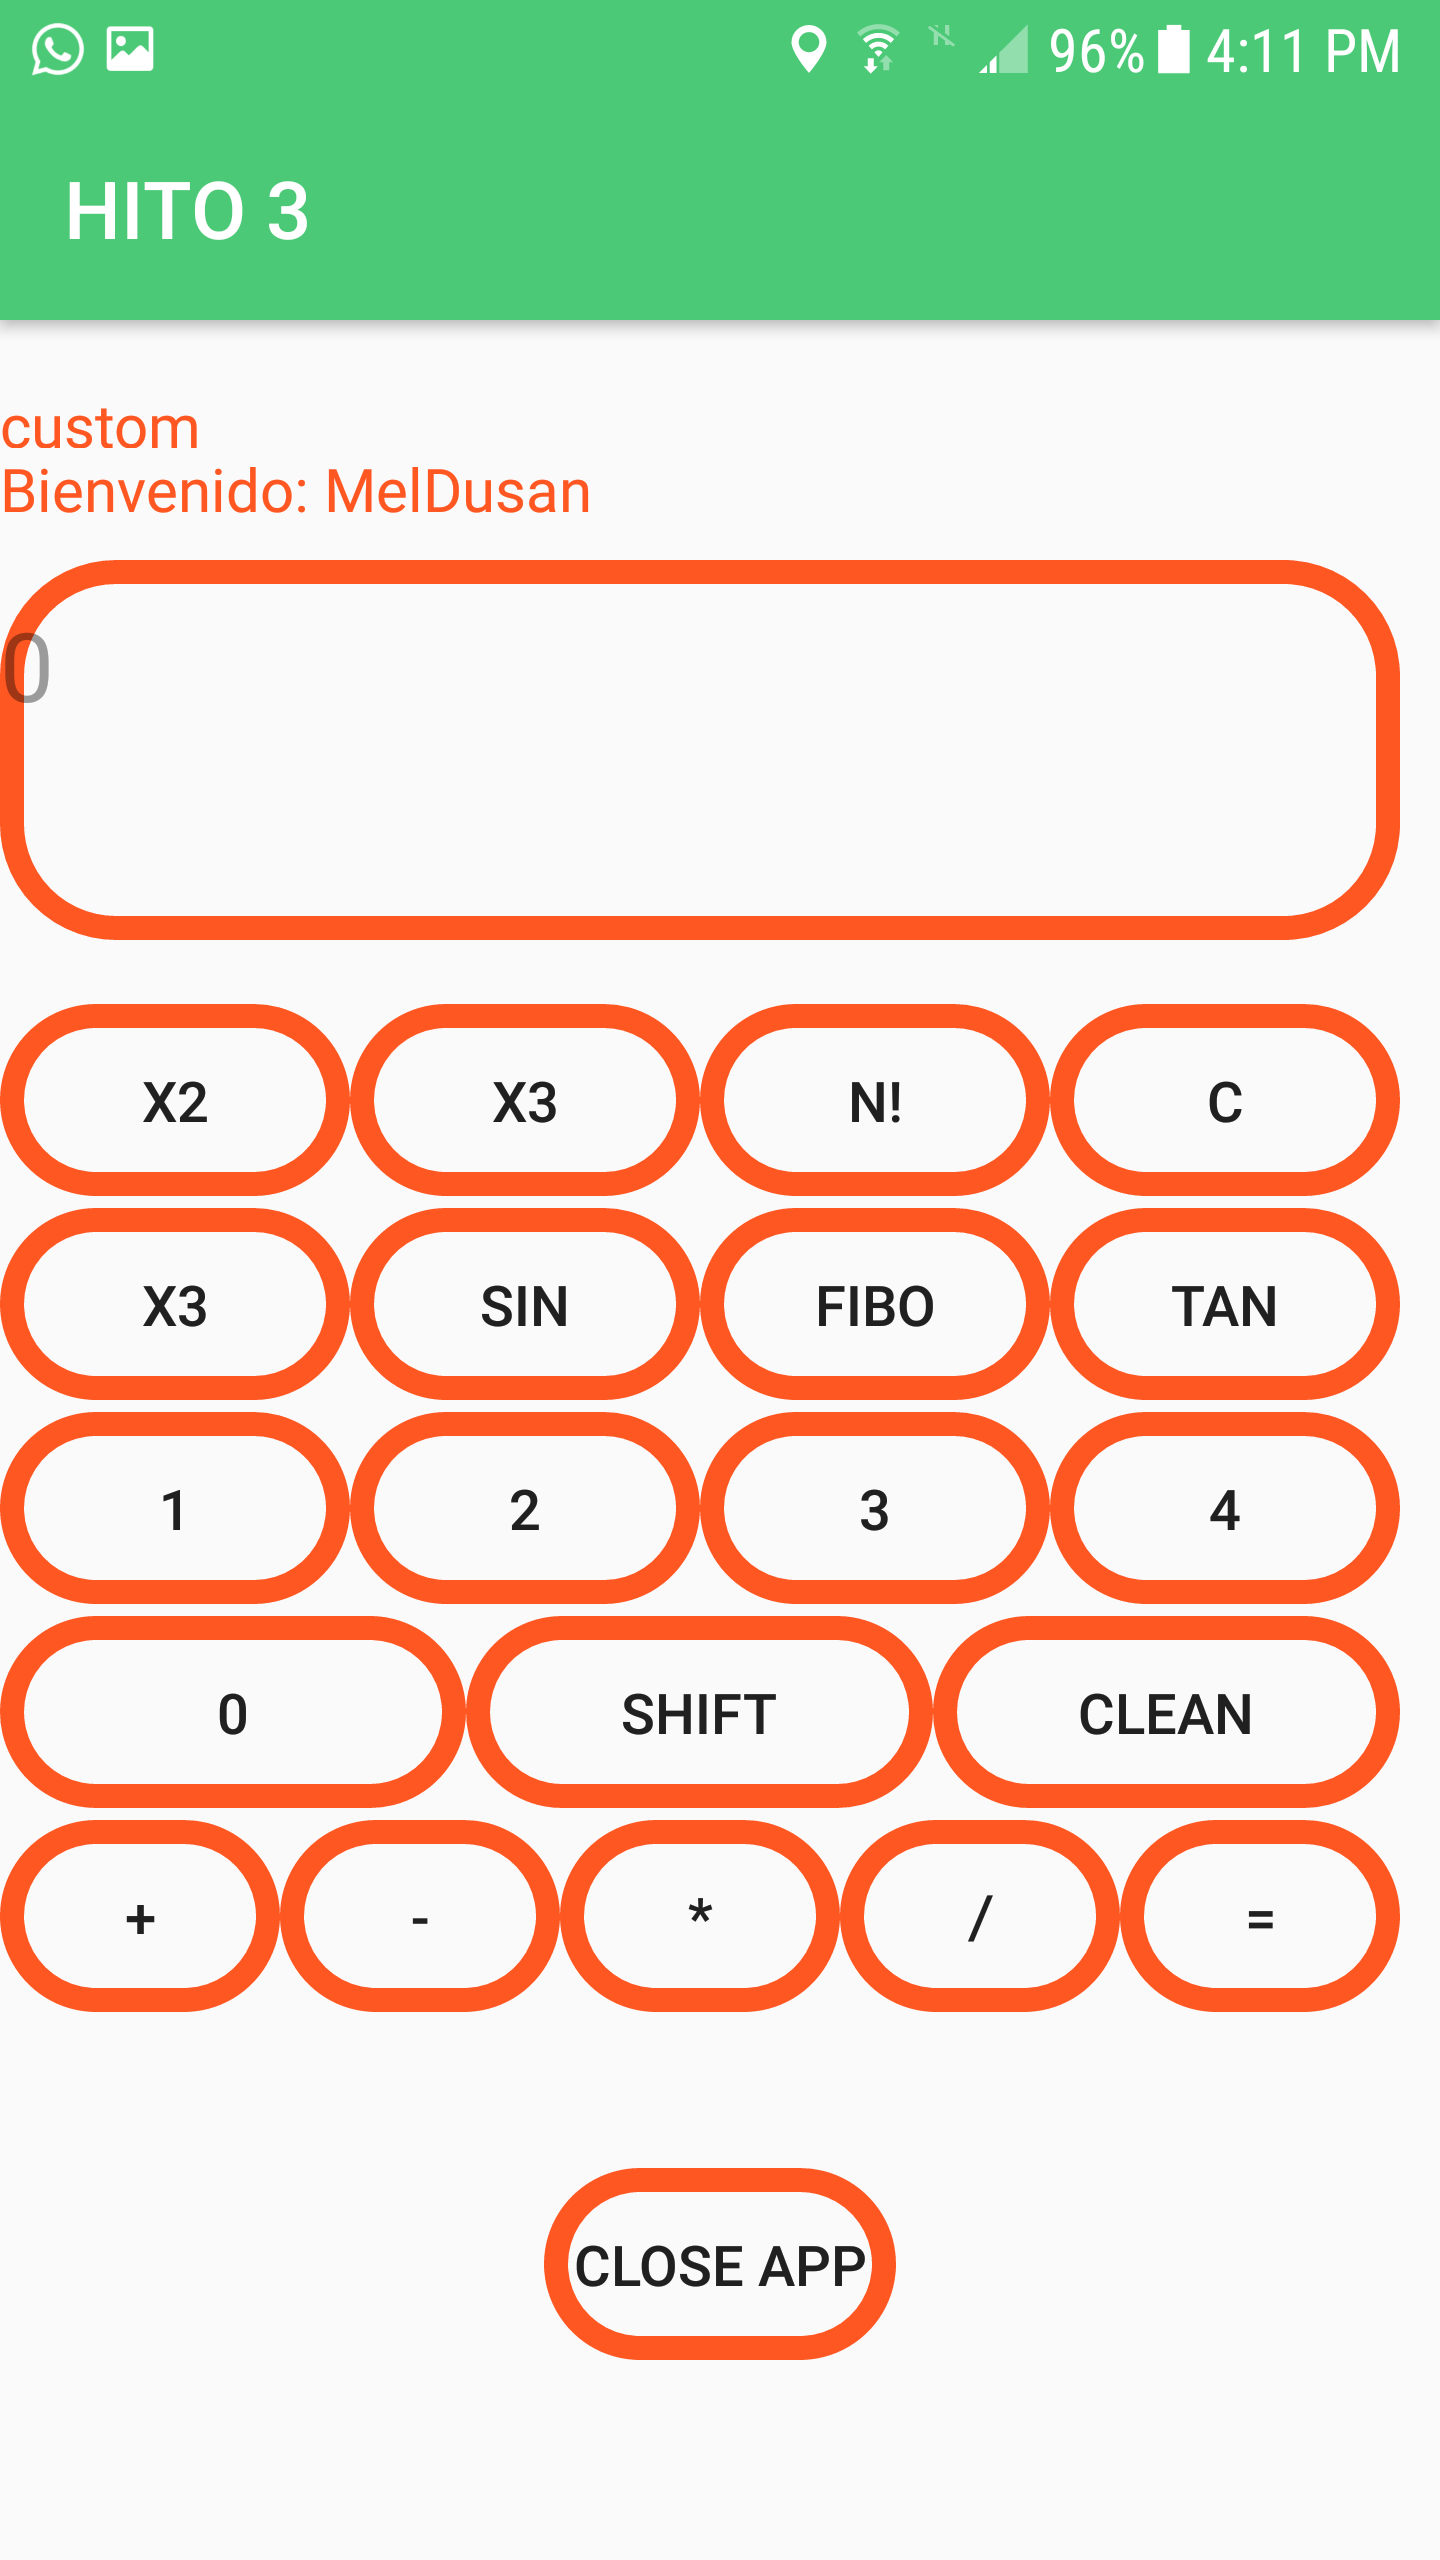 96% 4:11 PM
HITO 3
custom
Bienvenido: MelDusan
0
X2 X3 N! C
X3 SIN FIBO TAN
1 2 3 4
0 SHIFT CLEAN
+ - * / =
CLOSE APP